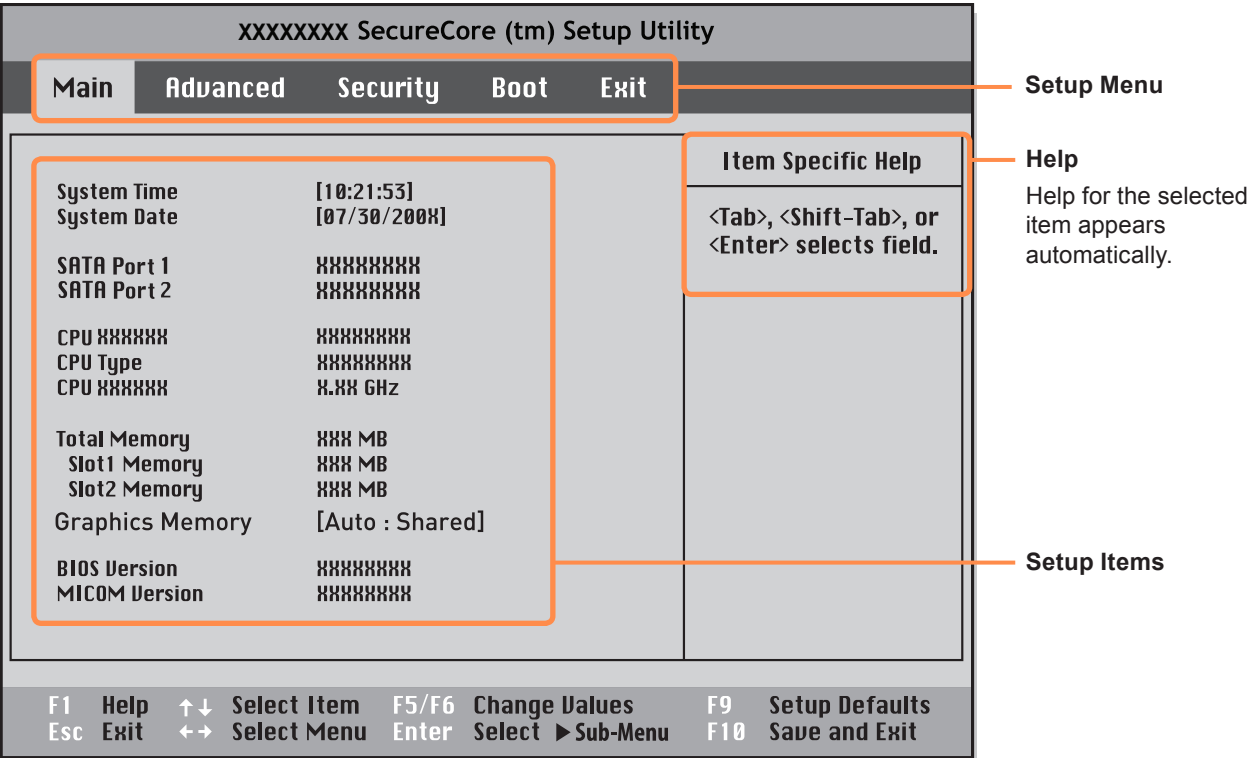 XXXXXXXX SecureCore (tm) Setup Utility
Main Advanced Security Boot Exit
Setup Menu
Item Specific Help
Help
Help for the selected
item appears
automatically.
<Tab>, <Shift-Tab>, or
<Enter> selects field.
System Time [10:21:53]
System Date [07/30/200X]
SATA Port 1 XXXXXXXX
SATA Port 2 XXXXXXXX
CPU XXXXXX XXXXXXXX
CPU Type XXXXXXXX
CPU XXXXXX X.XX GHz
Total Memory XXX MB
Slot1 Memory XXX MB
Slot2 Memory XXX MB
Graphics Memory [Auto : Shared]
BIOS Version XXXXXXXX
MICOM Version XXXXXXXX
Setup Items
F1 Help ↑↓ Select Item F5/F6 Change Values F9 Setup Defaults
Esc Exit ←→ Select Menu Enter Select ▶Sub-Menu F10 Save and Exit